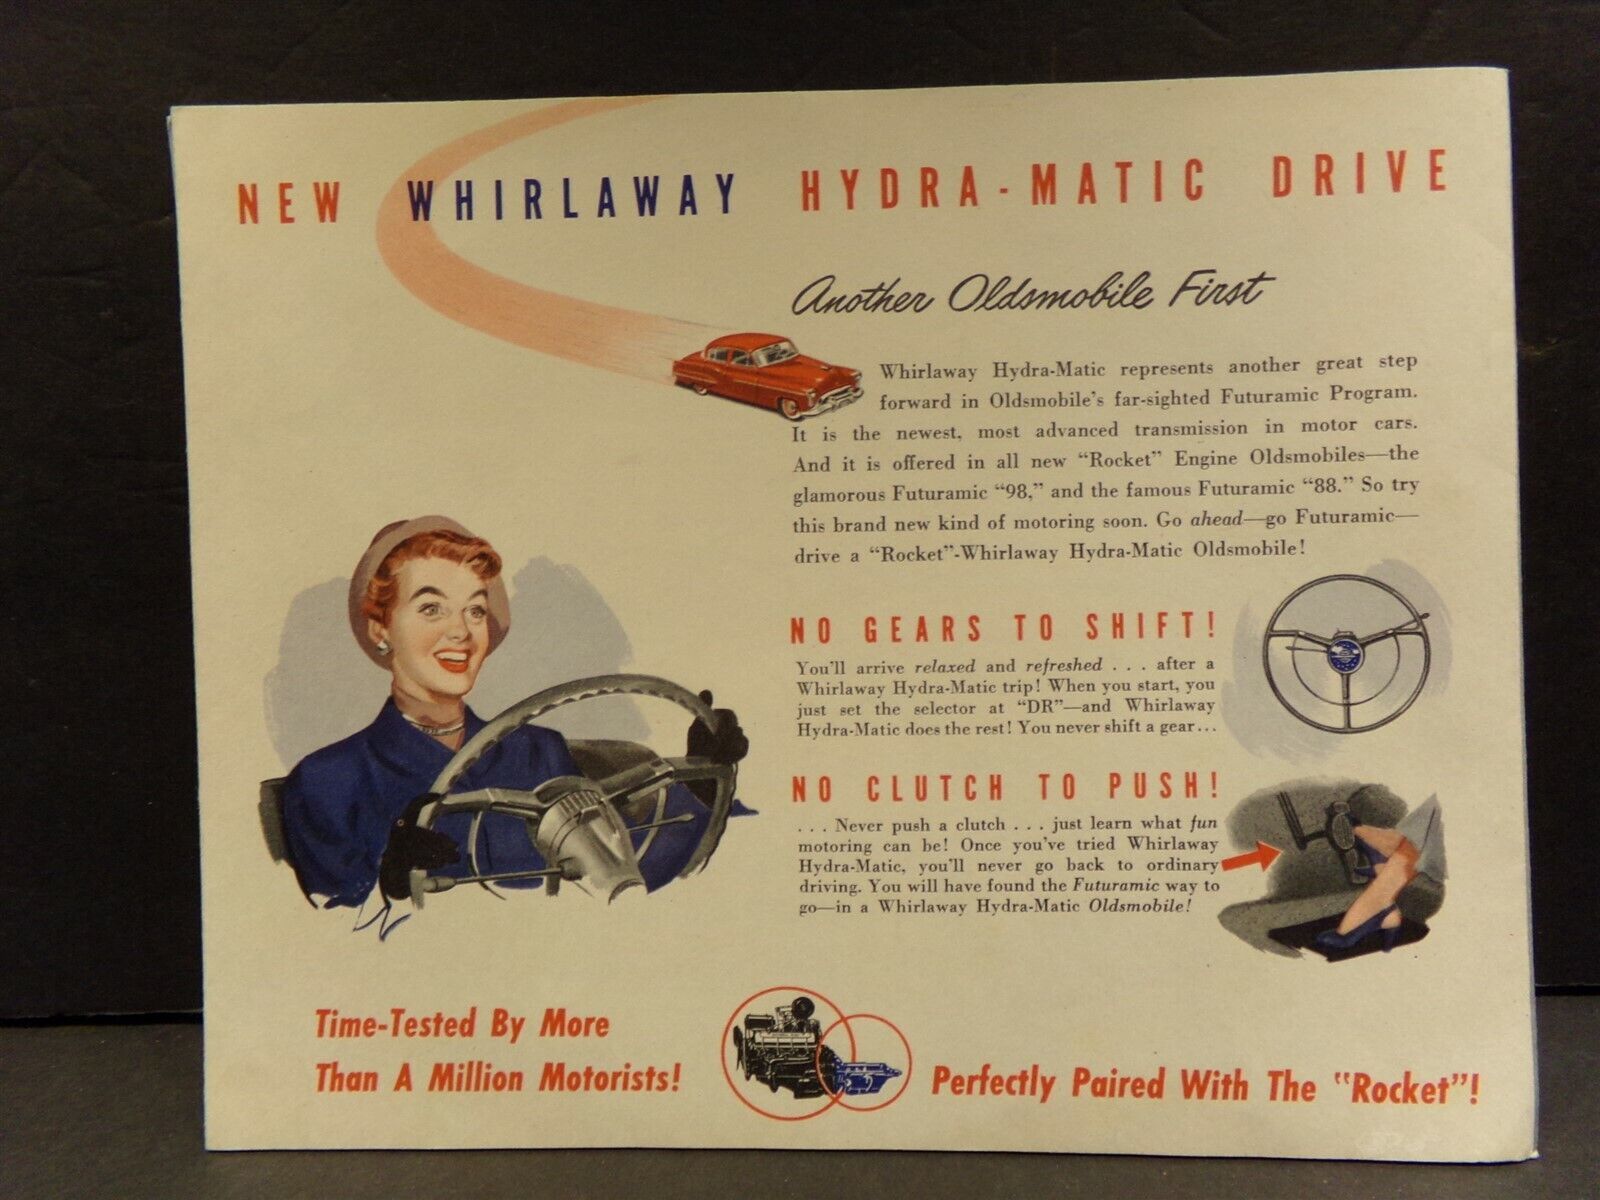 NEW WHIRLAWAY HYDRA-MATIC DRIVE
Another Oldsmobile First
Whirlaway Hydra-Matic represents another great step
forward in Oldsmobile's far-sighted Futuramic Program.
It is the newest, most advanced transmission in motor cars.
And it is offered in all new "Rocket" Engine Oldsmobiles—the
glamorous Futuramic "98," and the famous Futuramic "88." So try
this brand new kind of motoring soon. Go ahead—go Futuramic—
drive a "Rocket"-Whirlaway Hydra-Matic Oldsmobile!
NO GEARS TO SHIFT!
You'll arrive relaxed and refreshed . . . after a
Whirlaway Hydra-Matic trip! When you start, you
just set the selector at "DR"—and Whirlaway
Hydra-Matic does the rest! You never shift a gear...
NO CLUTCH TO PUSH!
. . . Never push a clutch . . . just learn what fun
motoring can be! Once you've tried Whirlaway
Hydra-Matic, you'll never go back to ordinary
driving. You will have found the Futuramic way to
go—in a Whirlaway Hydra-Matic Oldsmobile!
Time-Tested By More
Than A Million Motorists!
Perfectly Paired With The "Rocket"!